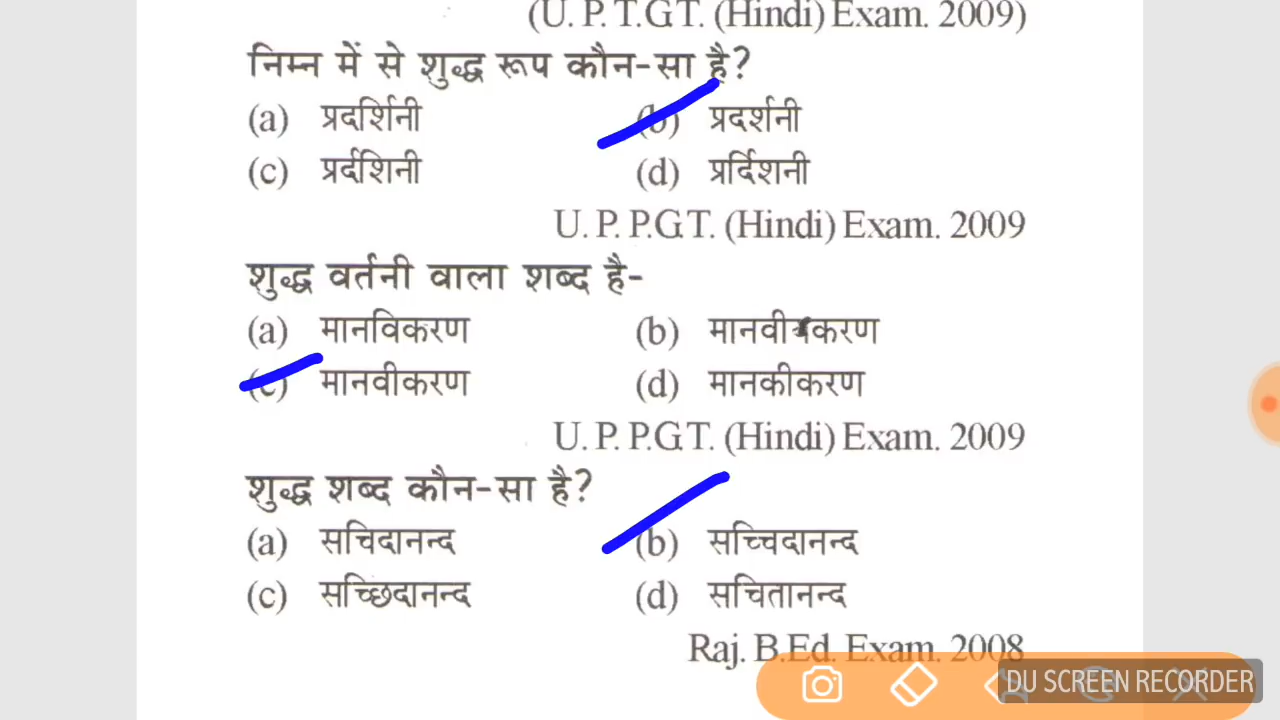 (U. P. T.GT. (Hindi) Exam. 2009)
निम्न में से शुद्ध रूप कौन-सा है?
(a) प्रदर्शिनी (b) प्रदर्शनी
(c) प्रर्दशिनी (d) प्रर्दिशनी
U. P. P.G.T. (Hindi) Exam. 2009
शुद्ध वर्तनी वाला शब्द है-
(a) मानविकरण (b) मानवीयकरण
(c) मानवीकरण (d) मानकीकरण
U. P. P.G.T. (Hindi) Exam. 2009
शुद्ध शब्द कौन-सा है?
(a) सचिदानन्द (b) सच्चिदानन्द
(c) सच्छिदानन्द (d) सचितानन्द
Raj. B.Ed. Exam. 2008
DU SCREEN RECORDER